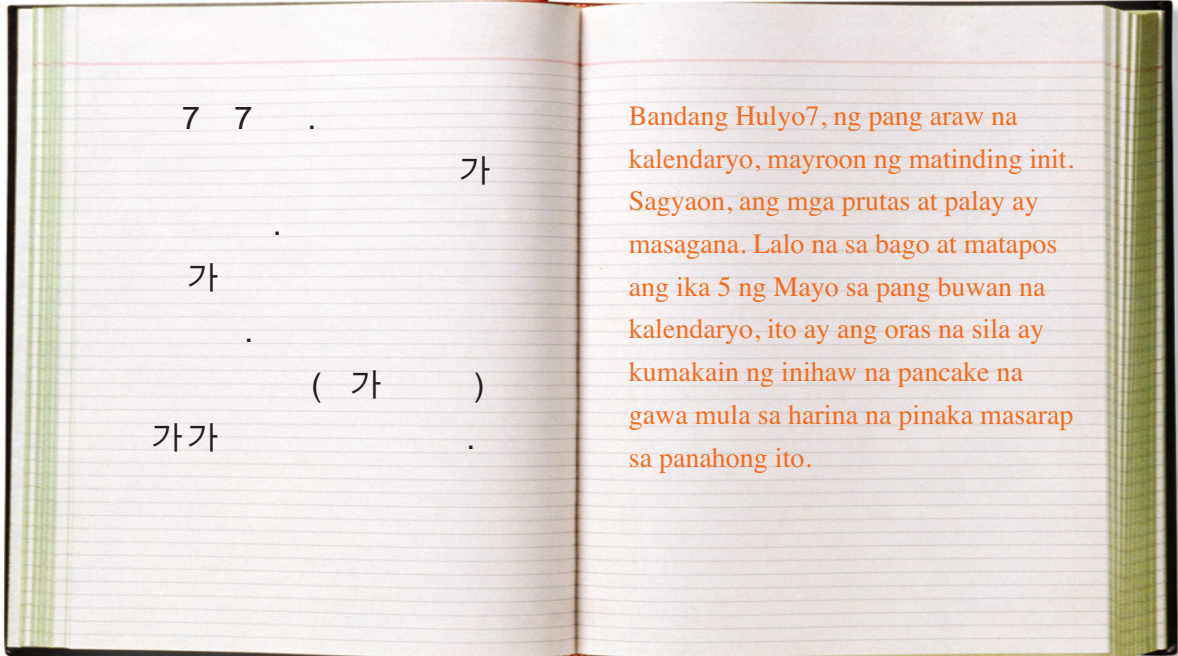 7 7 .
가
.
가
.
( 가 )
가가 .
Bandang Hulyo7, ng pang araw na
kalendaryo, mayroon ng matinding init.
Sagyaon, ang mga prutas at palay ay
masagana. Lalo na sa bago at matapos
ang ika 5 ng Mayo sa pang buwan na
kalendaryo, ito ay ang oras na sila ay
kumakain ng inihaw na pancake na
gawa mula sa harina na pinaka masarap
sa panahong ito.